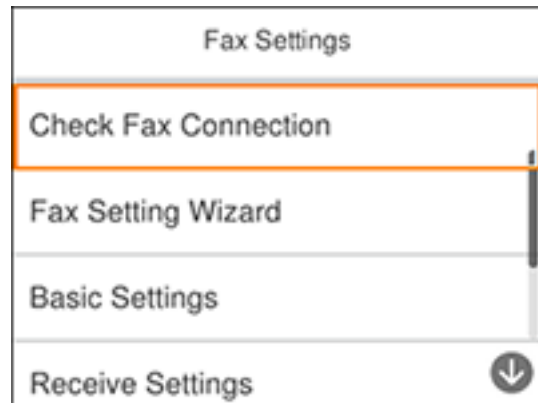 Fax Settings
Check Fax Connection
Fax Setting Wizard
Basic Settings
Receive Settings